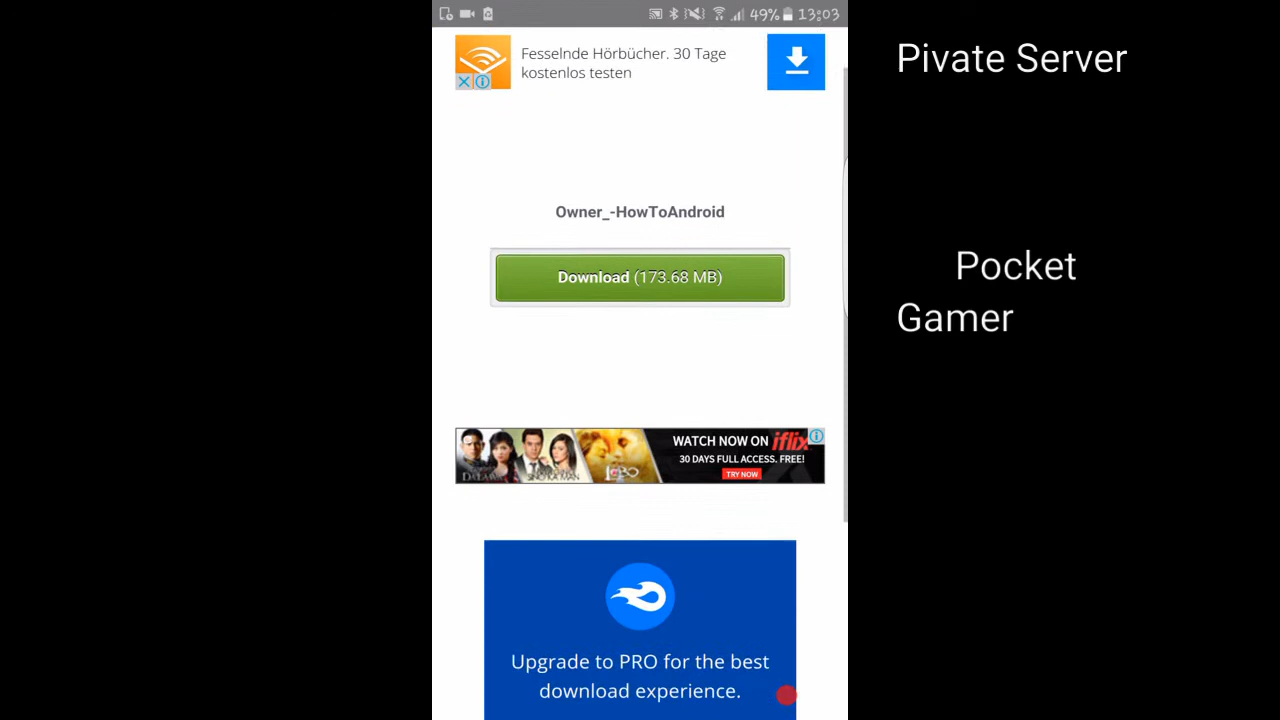 49% 13:03
Pivate Server
Fesselnde Hörbücher. 30 Tage
kostenlos testen
Owner_-HowToAndroid
Download (173.68 MB)
Pocket
Gamer
WATCH NOW ON iflix
30 DAYS FULL ACCESS. FREE!
TRY NOW
Upgrade to PRO for the best
download experience.